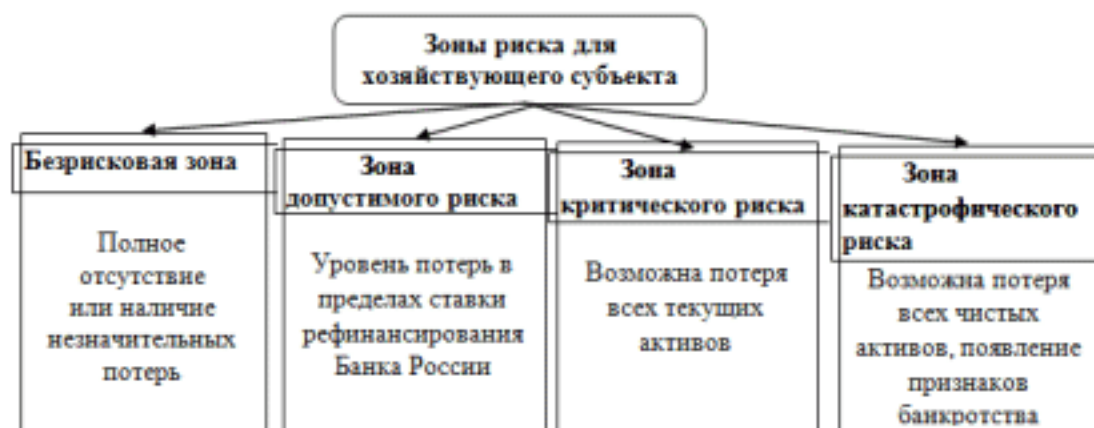 Зоны риска для
хозяйствующего субъекта
Безрисковая зона
Полное
отсутствие
или наличие
незначительных
потерь
Зона
допустимого риска
Уровень потерь в
пределах ставки
рефинансирования
Банка России
Зона
критического риска
Возможна потеря
всех текущих
активов
Зона
катастрофического
риска
Возможна потеря
всех чистых
активов, появление
признаков
банкротства